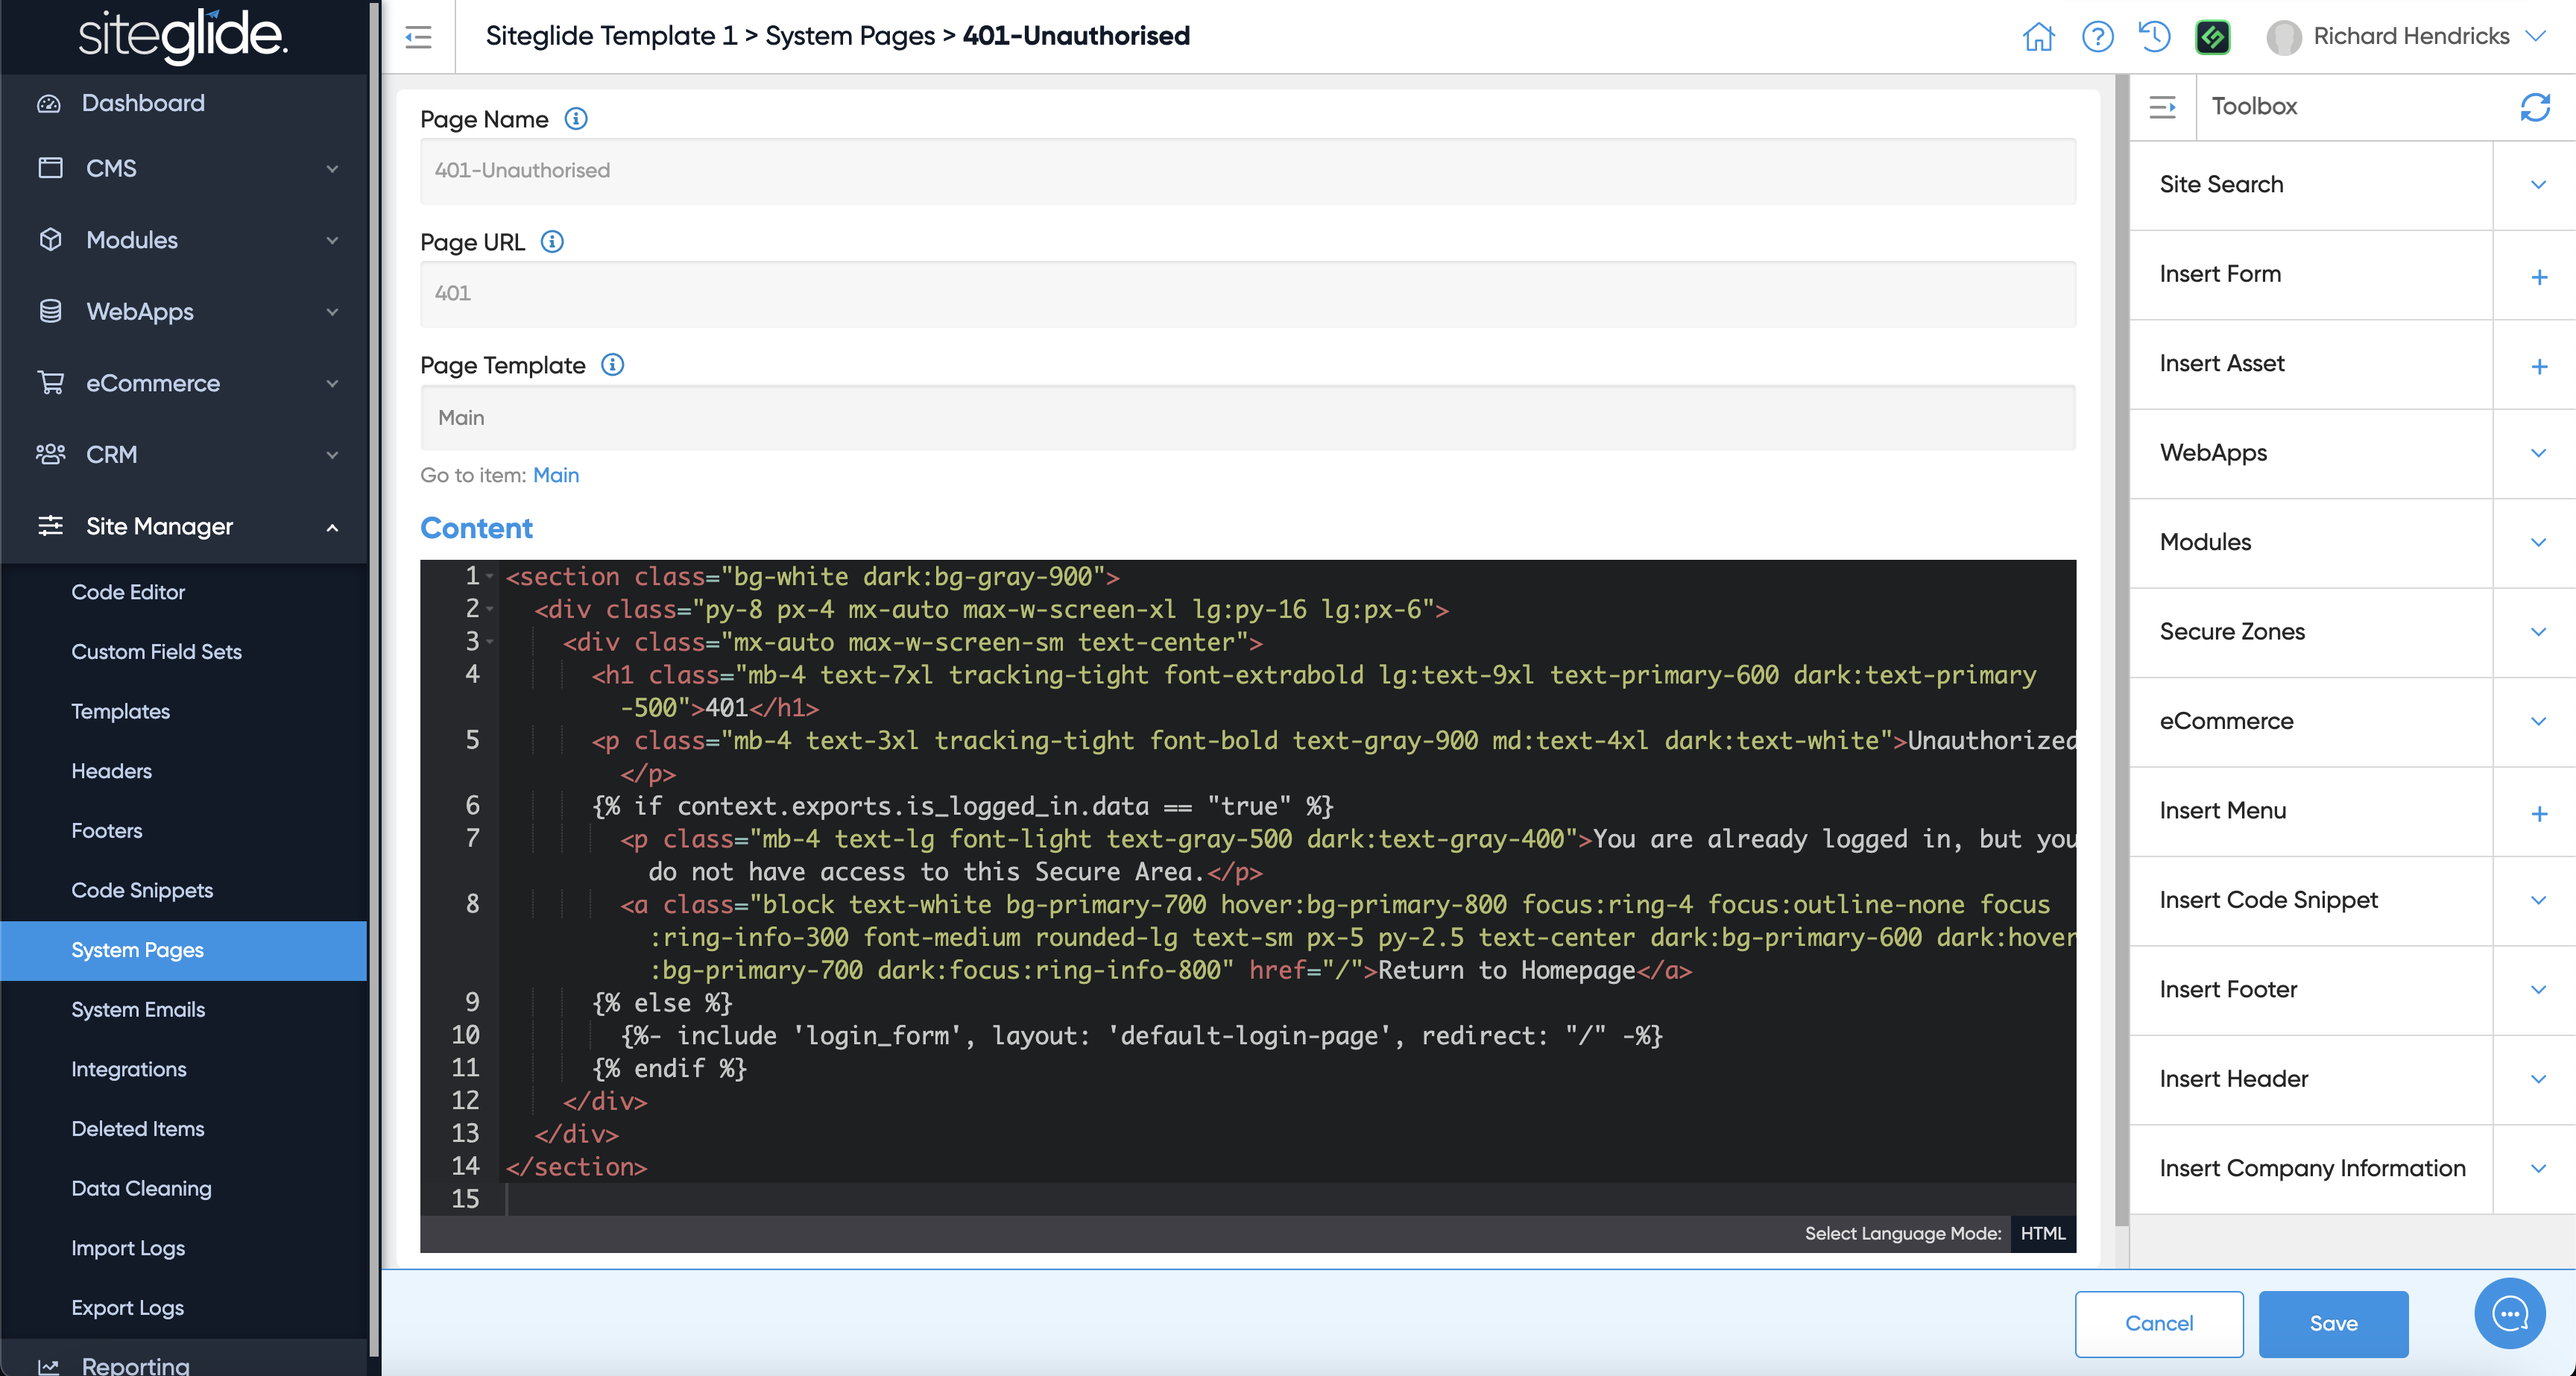 siteglide.
Dashboard
CMS
Modules
WebApps
eCommerce
CRM
Site Manager
Code Editor
Custom Field Sets
Templates
Headers
Footers
Code Snippets
System Pages
System Emails
Integrations
Deleted Items
Data Cleaning
Import Logs
Export Logs
Reporting
Siteglide Template 1 > System Pages > 401-Unauthorised
Richard Hendricks
Page Name
401-Unauthorised
Page URL
401
Page Template
Main
Go to item: Main
Content
1 <section class="bg-white dark:bg-gray-900">
2 <div class="py-8 px-4 mx-auto max-w-screen-xl lg:py-16 lg:px-6">
3 <div class="mx-auto max-w-screen-sm text-center">
4 <h1 class="mb-4 text-7xl tracking-tight font-extrabold lg:text-9xl text-primary-600 dark:text-primary
-500">401</h1>
5 <p class="mb-4 text-3xl tracking-tight font-bold text-gray-900 md:text-4xl dark:text-white">Unauthorized
</p>
6 {% if context.exports.is_logged_in.data == "true" %}
7 <p class="mb-4 text-lg font-light text-gray-500 dark:text-gray-400">You are already logged in, but you
do not have access to this Secure Area.</p>
8 <a class="block text-white bg-primary-700 hover:bg-primary-800 focus:ring-4 focus:outline-none focus
:ring-info-300 font-medium rounded-lg text-sm px-5 py-2.5 text-center dark:bg-primary-600 dark:hover
:bg-primary-700 dark:focus:ring-info-800" href="/">Return to Homepage</a>
9 {% else %}
10 {%- include 'login_form', layout: 'default-login-page', redirect: "/" -%}
11 {% endif %}
12 </div>
13 </div>
14 </section>
15
Select Language Mode: HTML
Cancel
Save
Toolbox
Site Search
Insert Form
Insert Asset
WebApps
Modules
Secure Zones
eCommerce
Insert Menu
Insert Code Snippet
Insert Footer
Insert Header
Insert Company Information